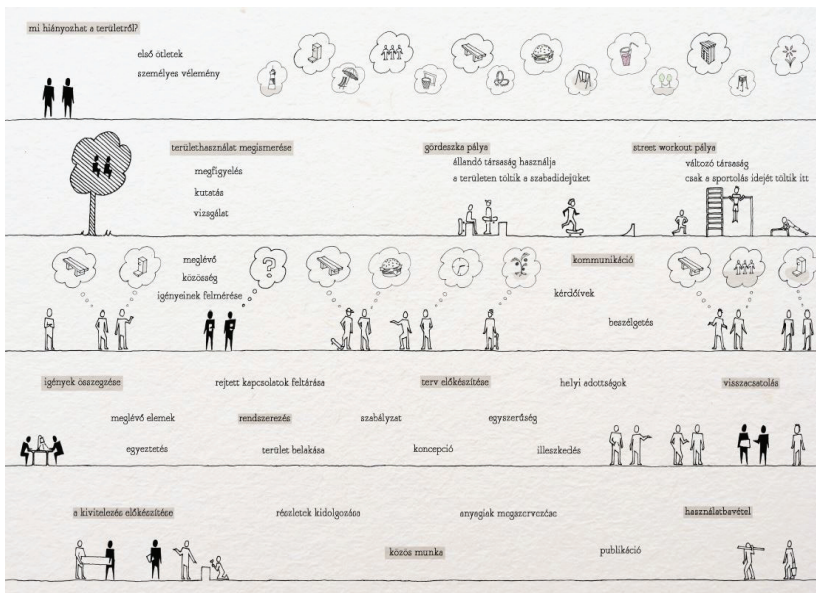 mi hiányozhat a területről?
első ötletek
személyes vélemény
területhasználat megismerése
megfigyelés
kutatás
vizsgálat
gördeszka pálya
állandó társaság használja
a területen töltik a szabadidejüket
street workout pálya
változó társaság
csak a sportolás idejét töltik itt
meglévő
közösség
igényeinek felmérése
?
kommunikáció
kérdőívek
beszélgetés
igények összegzése
rejtett kapcsolatok feltárása
terv előkészítése
helyi adottságok
visszacsatolás
meglévő elemek
rendszerezés
szabályzat
egyszerűség
egyeztetés
terület belakása
koncepció
illeszkedés
a kivitelezés előkészítése
részletek kidolgozása
anyagiak megszervezése
használatbavétel
közös munka
publikáció